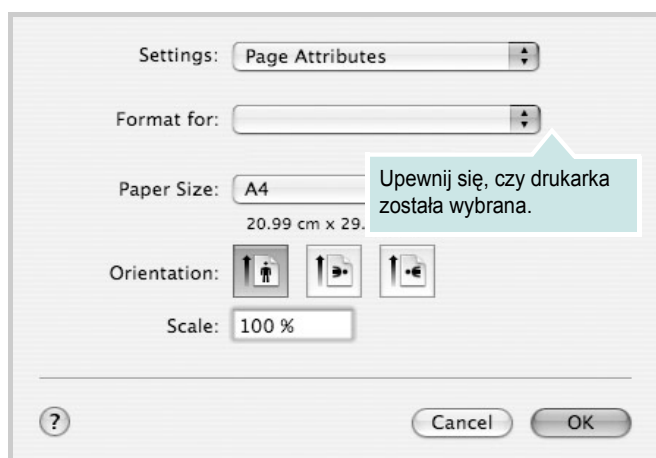 Settings: Page Attributes
Format for:
Upewnij się, czy drukarka
została wybrana.
Paper Size: A4
20.99 cm x 29.
Orientation:
Scale: 100 %
? Cancel OK